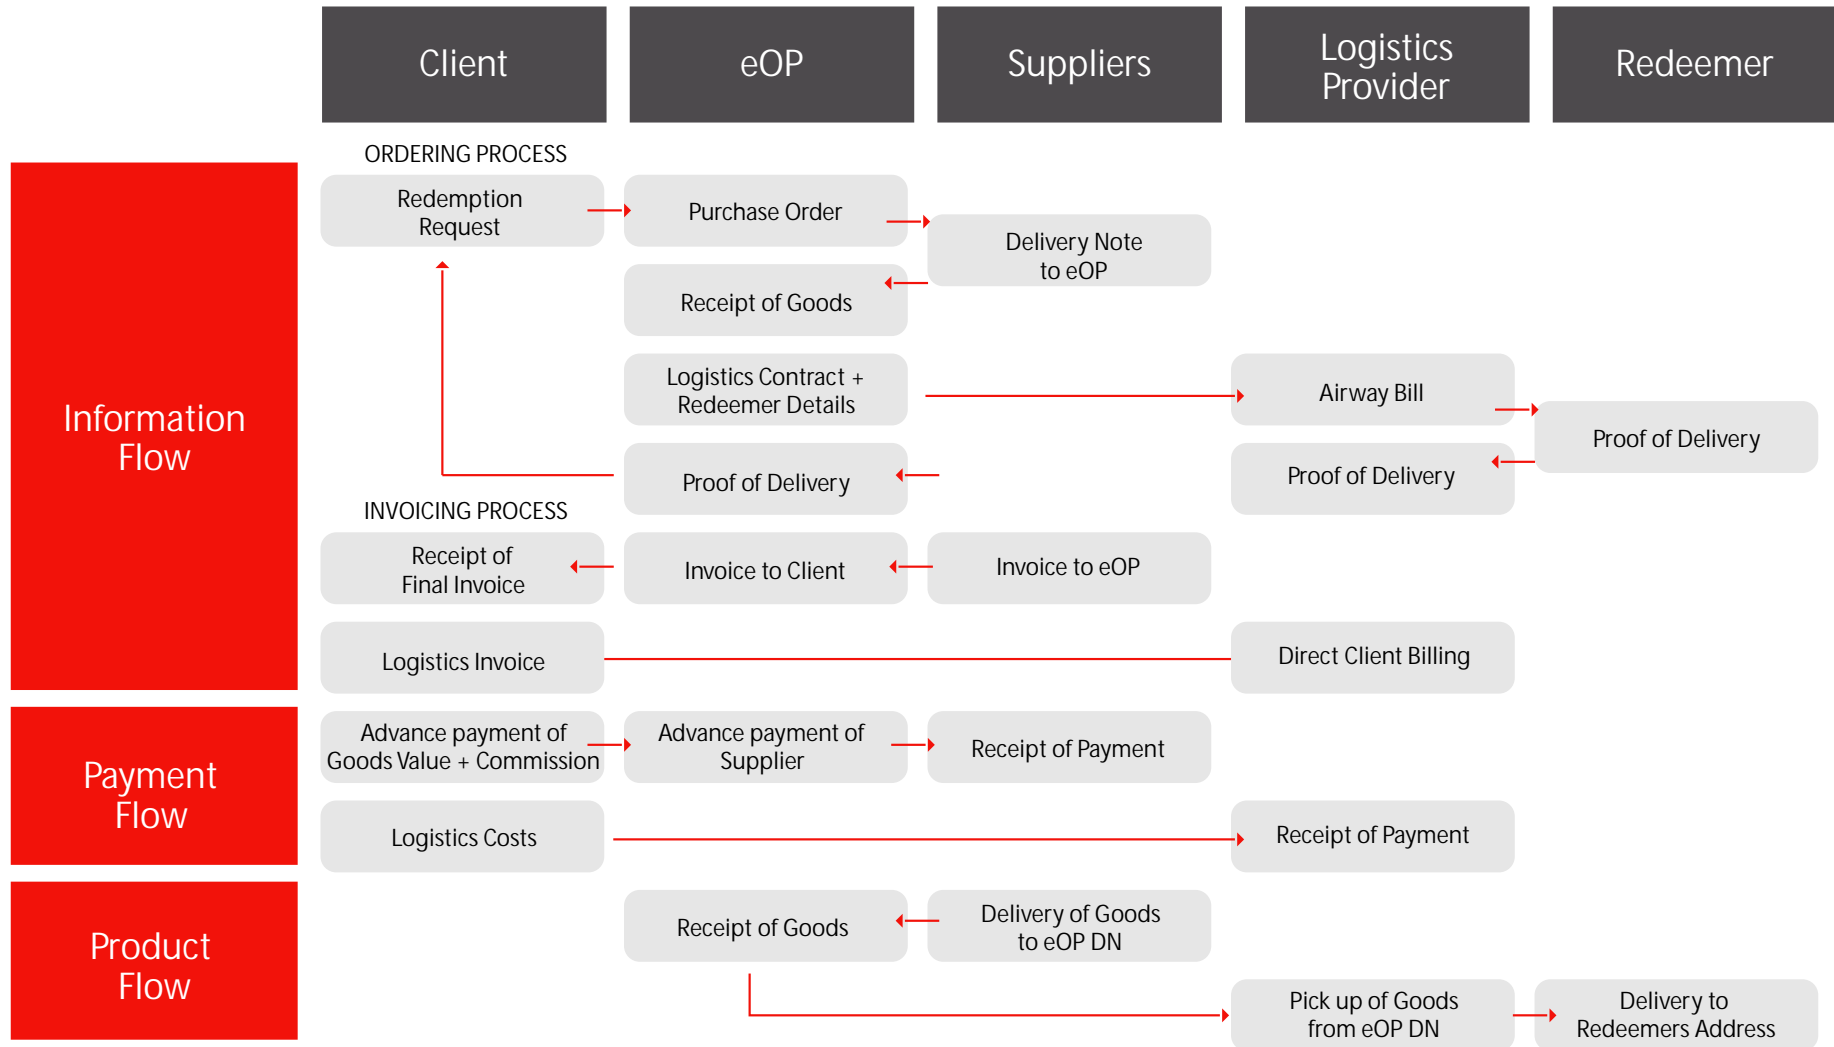 Client
eOP
Suppliers
Logistics
Provider
Redeemer
Information
Flow
ORDERING PROCESS
Redemption
Request
Purchase Order
Delivery Note
to eOP
Receipt of Goods
Logistics Contract +
Redeemer Details
Airway Bill
Proof of Delivery
Proof of Delivery
Proof of Delivery
INVOICING PROCESS
Receipt of
Final Invoice
Invoice to Client
Invoice to eOP
Logistics Invoice
Direct Client Billing
Payment
Flow
Advance payment of
Goods Value + Commission
Advance payment of
Supplier
Receipt of Payment
Logistics Costs
Receipt of Payment
Product
Flow
Receipt of Goods
Delivery of Goods
to eOP DN
Pick up of Goods
from eOP DN
Delivery to
Redeemers Address